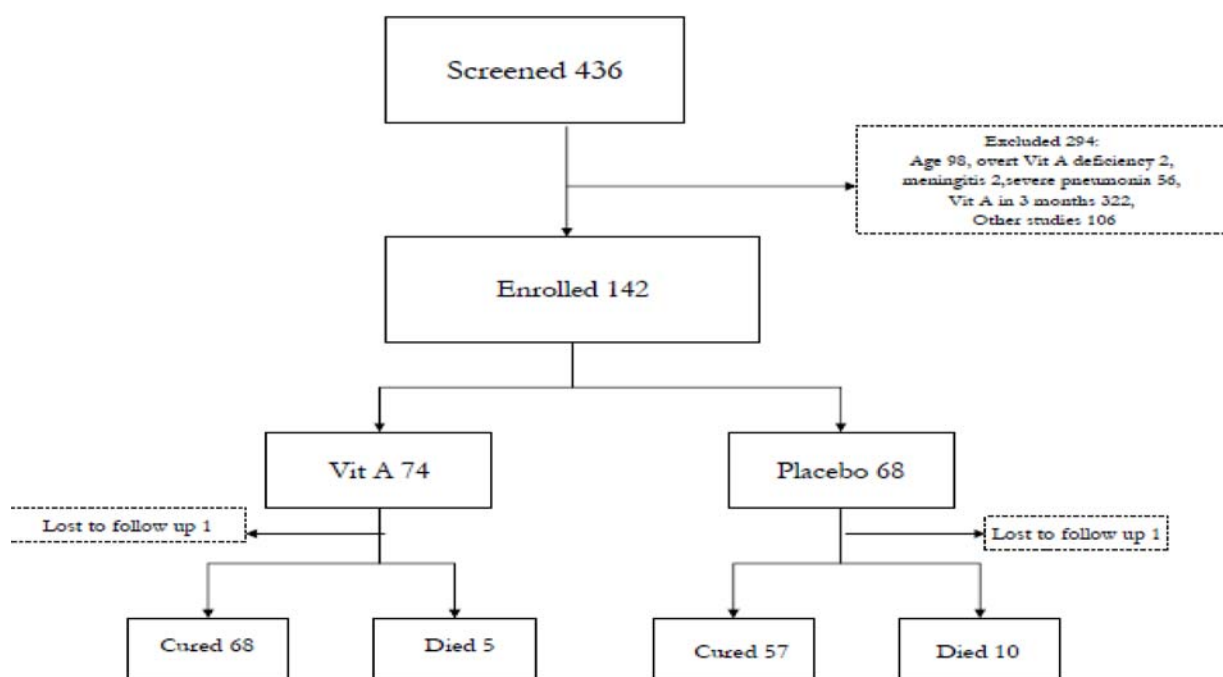 Screened 436
Excluded 294:
Age 98, overt Vit A deficiency 2,
meningitis 2,severe pneumonia 56,
Vit A in 3 months 322,
Other studies 106
Enrolled 142
Vit A 74
Placebo 68
Lost to follow up 1
Lost to follow up 1
Cured 68
Died 5
Cured 57
Died 10